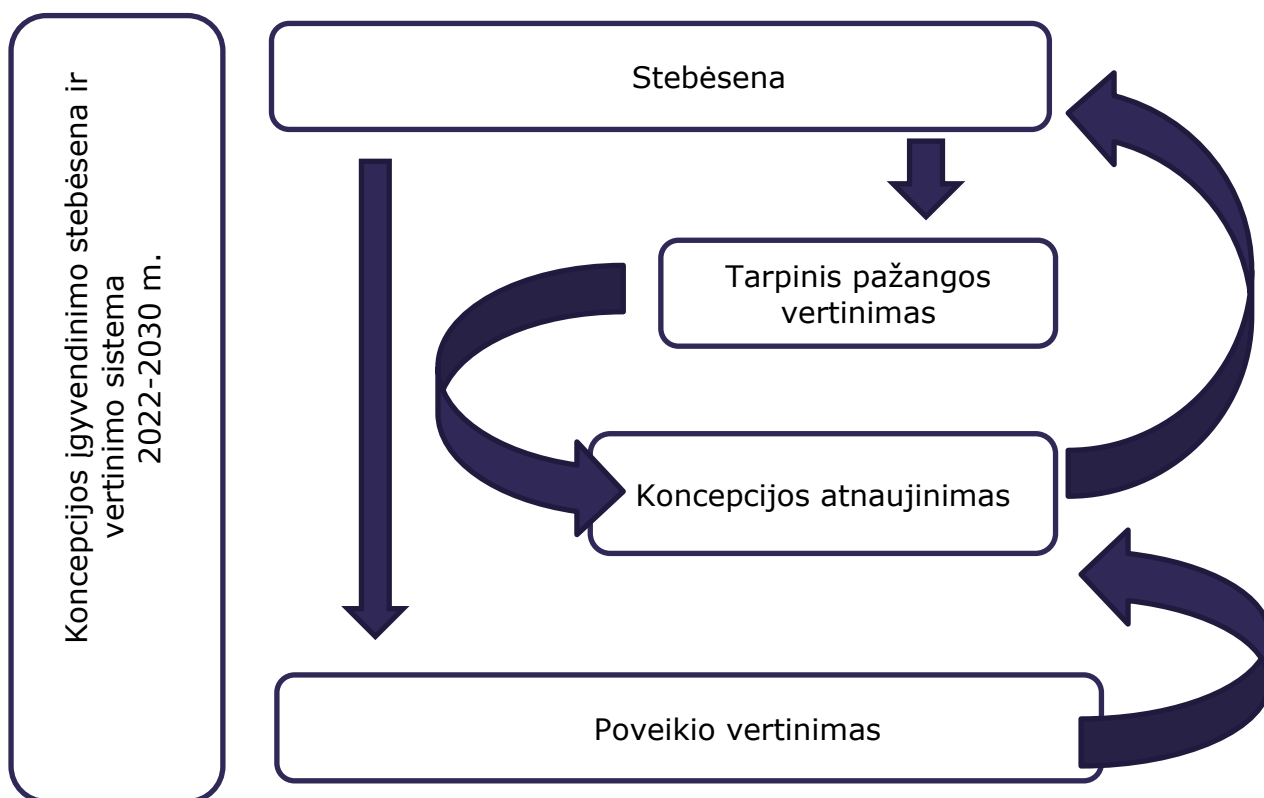 Koncepcijos įgyvendinimo stebėsena ir
vertinimo sistema
2022-2030 m.
Stebėsena
Tarpinis pažangos
vertinimas
Koncepcijos atnaujinimas
Poveikio vertinimas